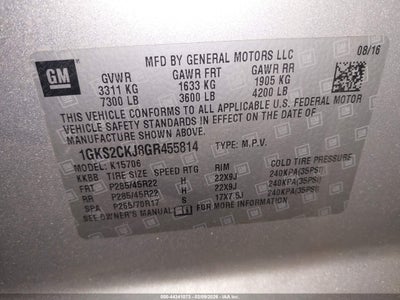 GM
MFD BY GENERAL MOTORS LLC 08/16
GVWR GAWR FRT GAWR RR
3311 KG 1633 KG 1905 KG
7300 LB 3600 LB 4200 LB
THIS VEHICLE CONFORMS TO ALL APPLICABLE U.S. FEDERAL MOTOR
VEHICLE SAFETY STANDARDS IN EFFECT ON THE DATE OF
MANUFACTURE SHOWN ABOVE.
1GKS2CKJ8GR455814 TYPE: M.P.V.
MODEL: K15706
KKBB TIRE SIZE SPEED RTG RIM COLD TIRE PRESSURE
FRT P285/45R22 H 22X9J 240KPA(35PSI)
RR P285/45R22 H 22X9J 240KPA(35PSI)
SPA P265/70R17 S 17X7.5J 240KPA(35PSI)
SEE OWNER'S MANUAL FOR